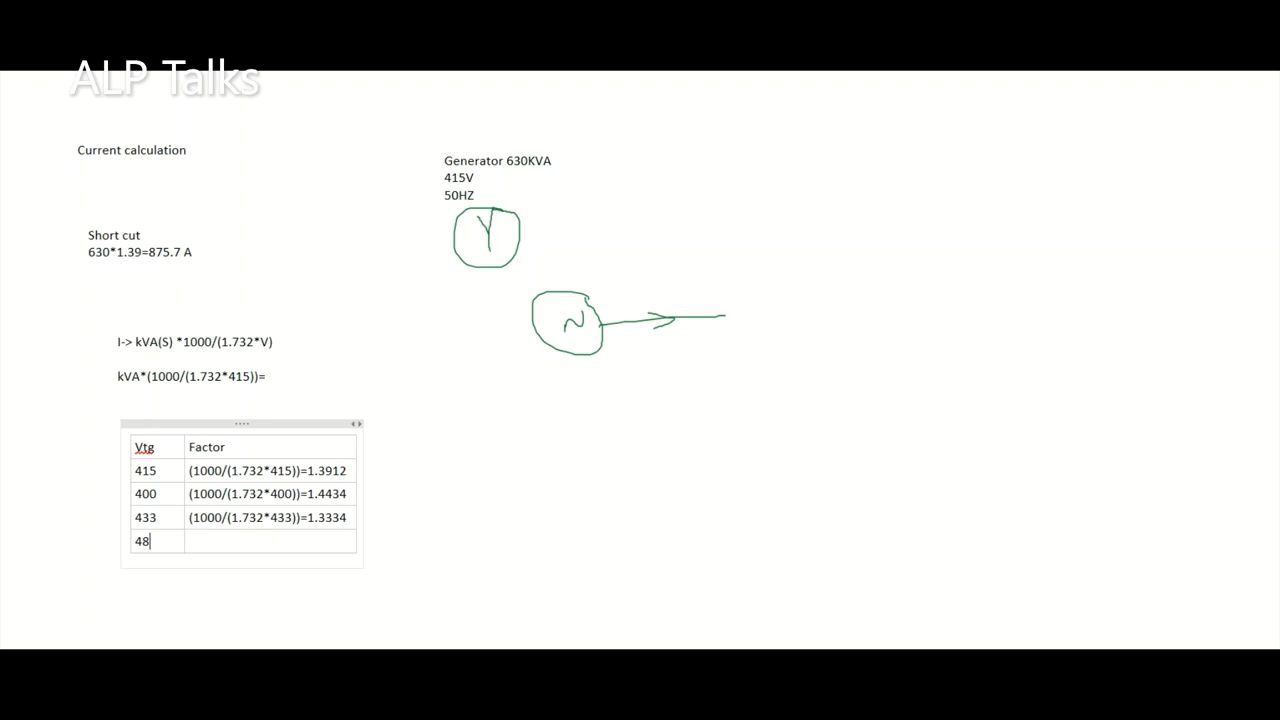 ALP Talks
Current calculation
Generator 630KVA
415V
50HZ
Y
Short cut
630*1.39=875.7 A
N
I-> kVA(S) *1000/(1.732*V)
kVA*(1000/(1.732*415))=
Vtg Factor
415 (1000/(1.732*415))=1.3912
400 (1000/(1.732*400))=1.4434
433 (1000/(1.732*433))=1.3334
48